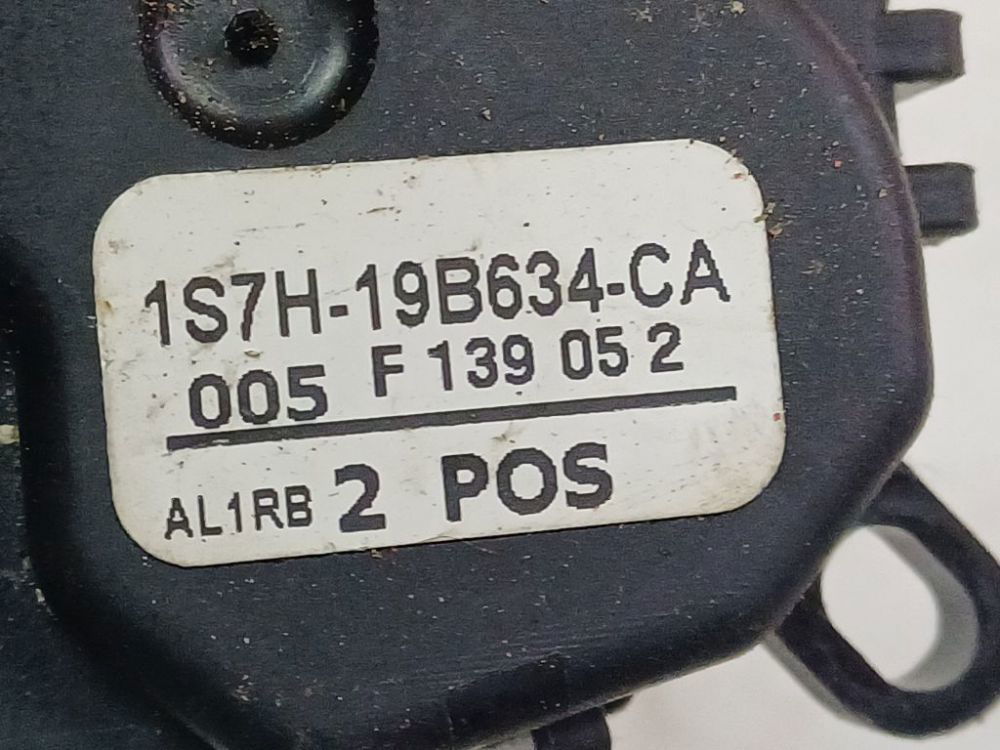 1S7H-19B634-CA
005 F 139 05 2
AL1RB 2 POS